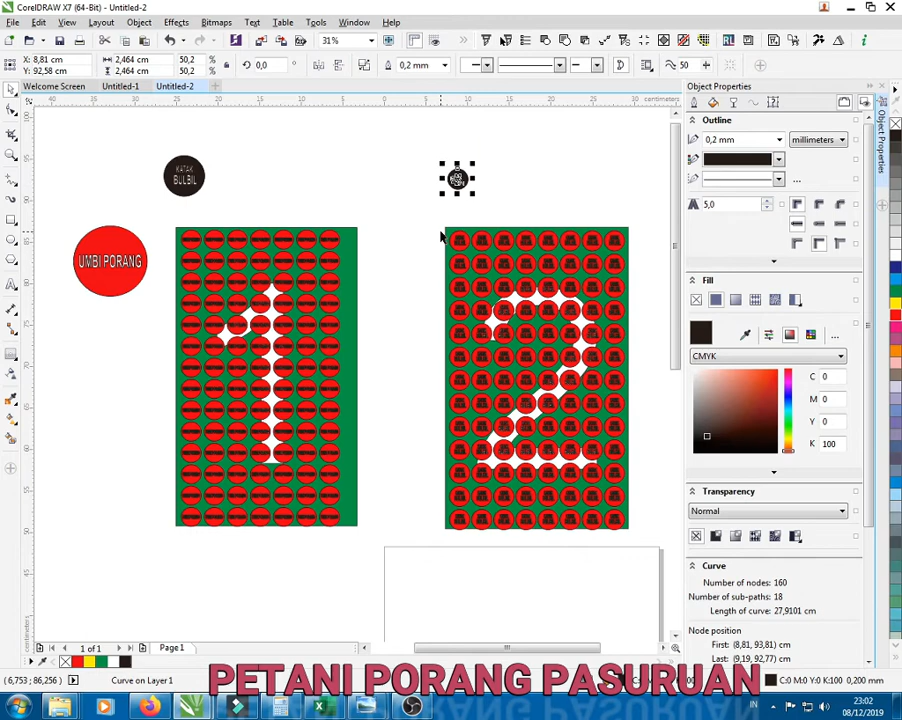 CorelDRAW X7 (64-Bit) - Untitled-2
File Edit View Layout Object Effects Bitmaps Text Table Tools Window Help
31%
X: 8,81 cm
Y: 92,58 cm
2,464 cm
2,464 cm
50,2 %
50,2 %
0,0 °
0,2 mm
50
Welcome Screen Untitled-1 Untitled-2
centimeters
KATAK
BULBIL
UMBI PORANG
Object Properties
Outline
0,2 mm millimeters
5,0
Fill
CMYK
C 0
M 0
Y 0
K 100
Transparency
Normal
Curve
Number of nodes: 160
Number of sub-paths: 18
Length of curve: 27,9101 cm
Node position
First: (8,81, 93,81) cm
Last: (9,19, 92,77) cm
Object Properties
1 of 1 Page1
(6,753; 86,256) Curve on Layer 1
C:0 M:0 Y:0 K:100 0,200 mm
PETANI PORANG PASURUAN
IN
23:02
08/12/2019